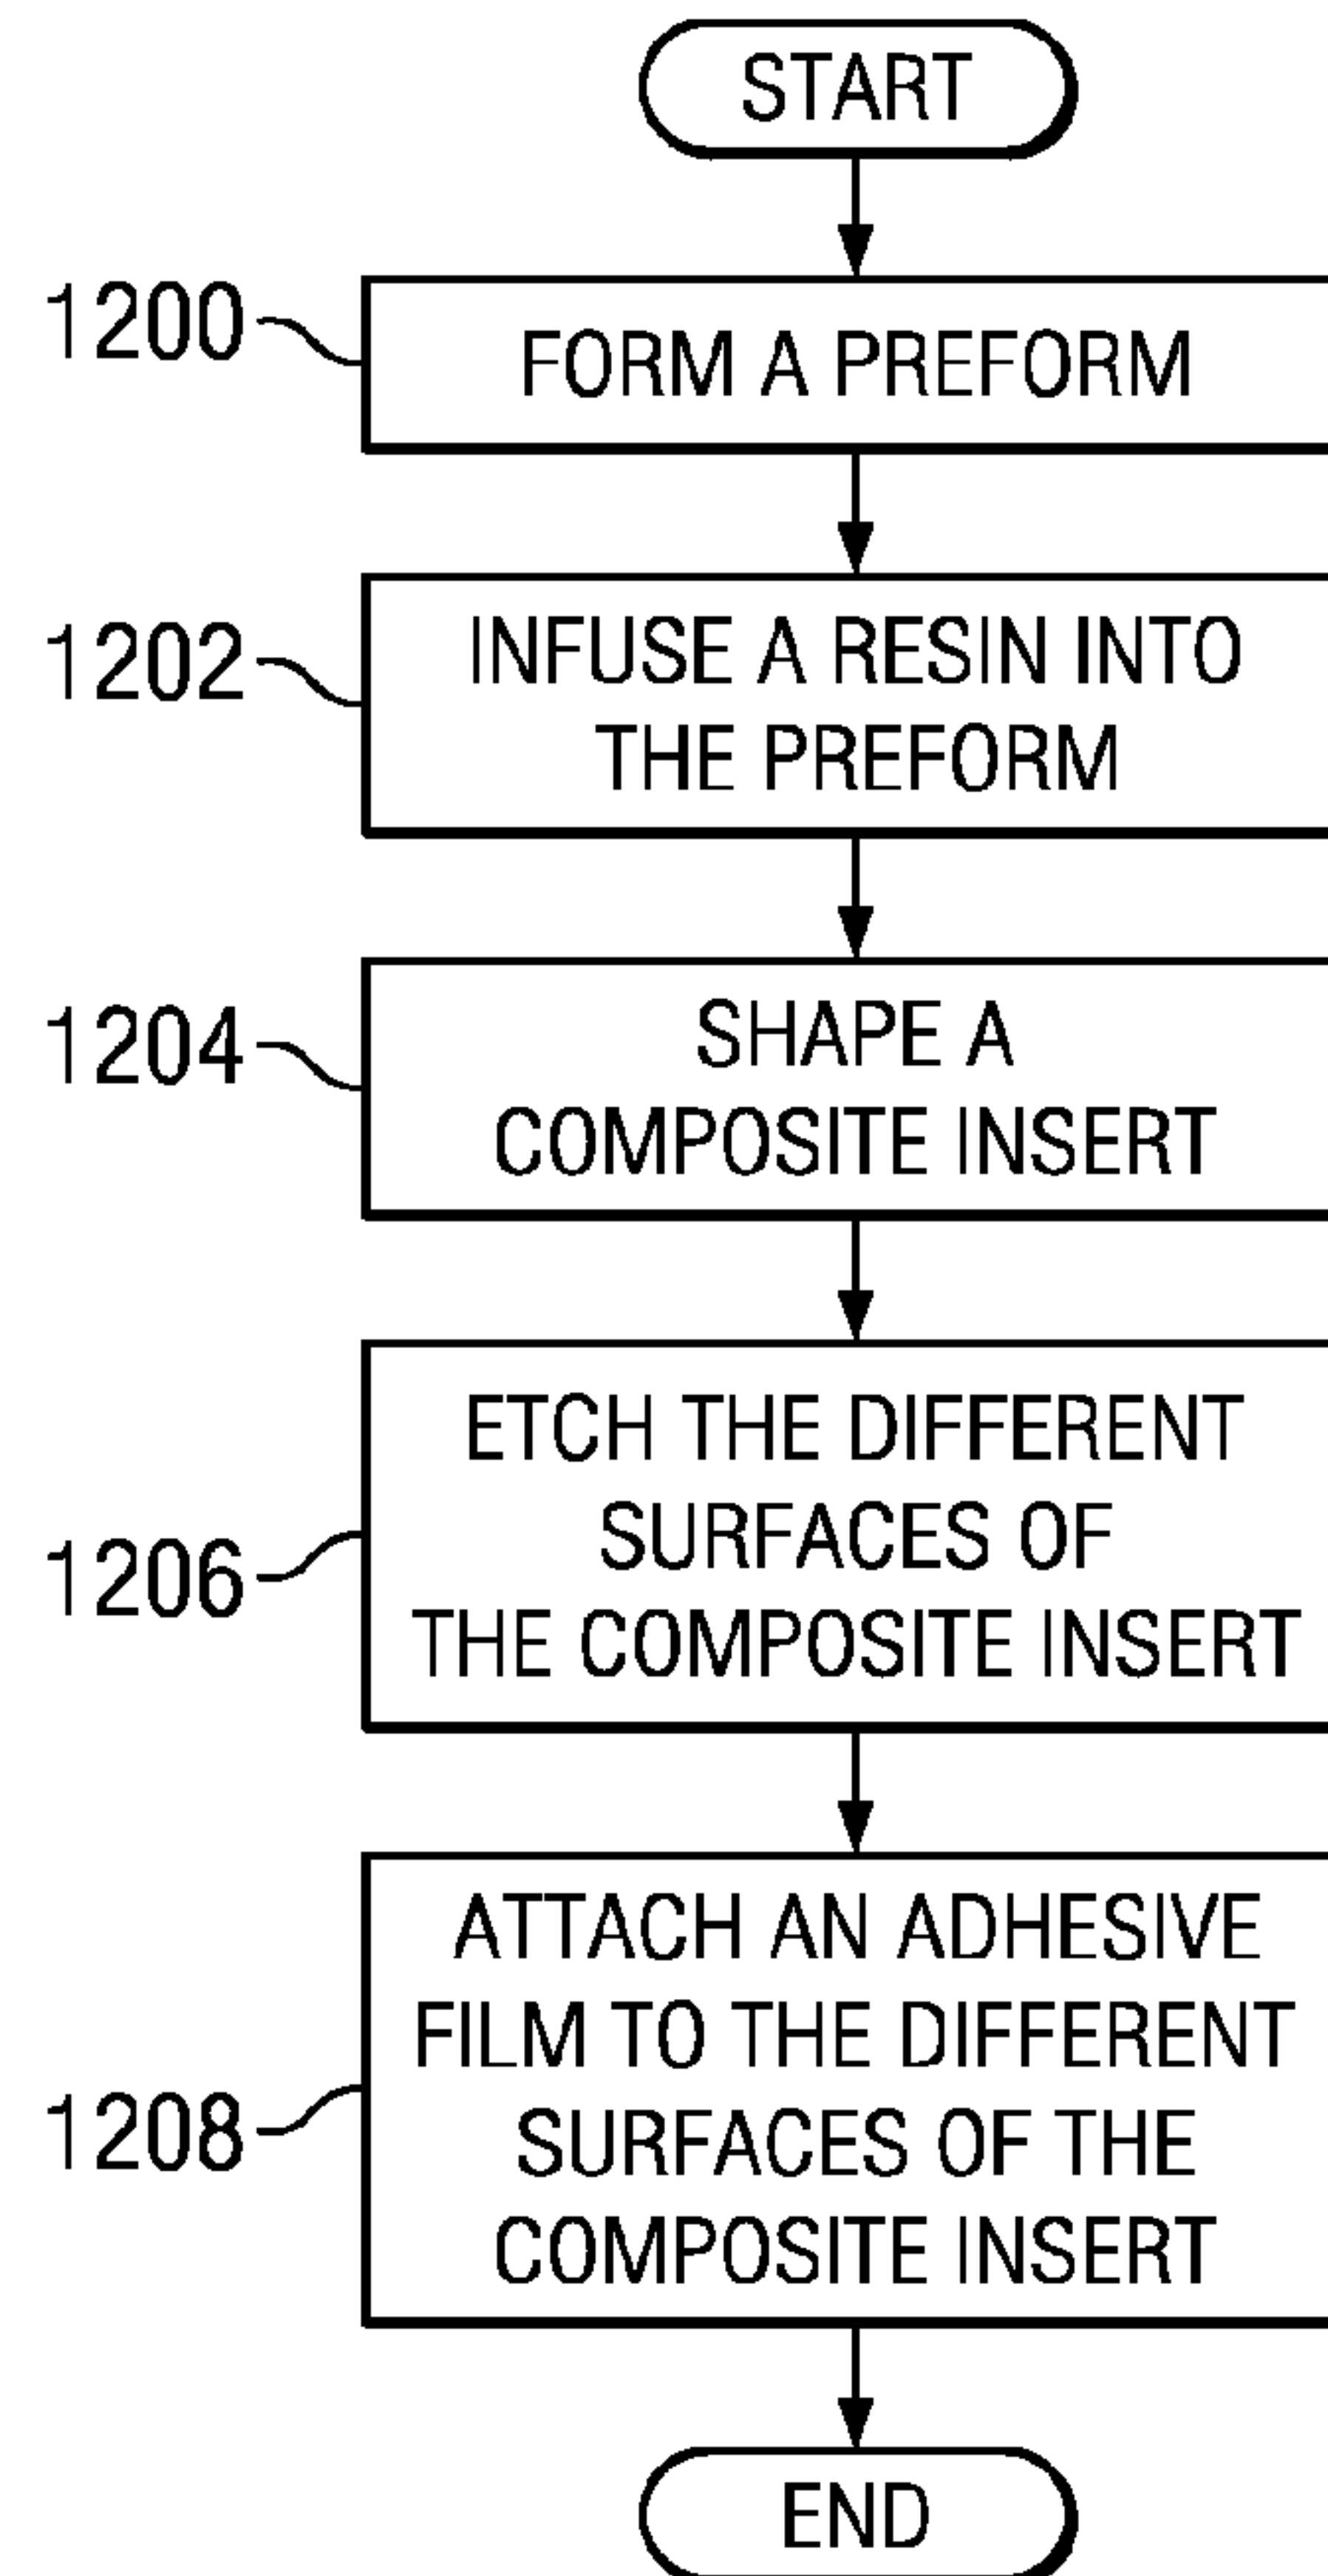 START
1200
FORM A PREFORM
1202
INFUSE A RESIN INTO
THE PREFORM
1204
SHAPE A
COMPOSITE INSERT
1206
ETCH THE DIFFERENT
SURFACES OF
THE COMPOSITE INSERT
1208
ATTACH AN ADHESIVE
FILM TO THE DIFFERENT
SURFACES OF THE
COMPOSITE INSERT
END